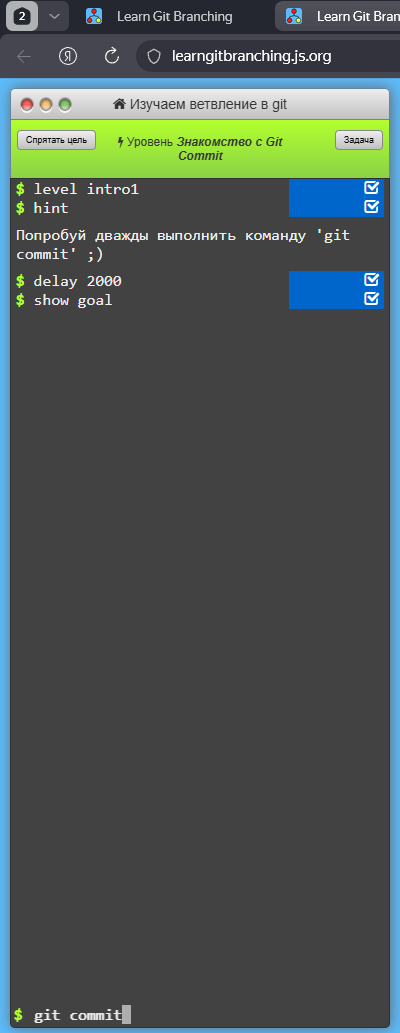 2
Learn Git Branching
Learn Git Bran
Я
learngitbranching.js.org
Изучаем ветвление в git
Спрятать цель
Уровень Знакомство с Git
Commit
Задача
$ level intro1
$ hint
Попробуй дважды выполнить команду 'git
commit' ;)
$ delay 2000
$ show goal
$ git commit